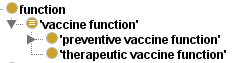 function
'vaccine function'
'preventive vaccine function'
'therapeutic vaccine function'